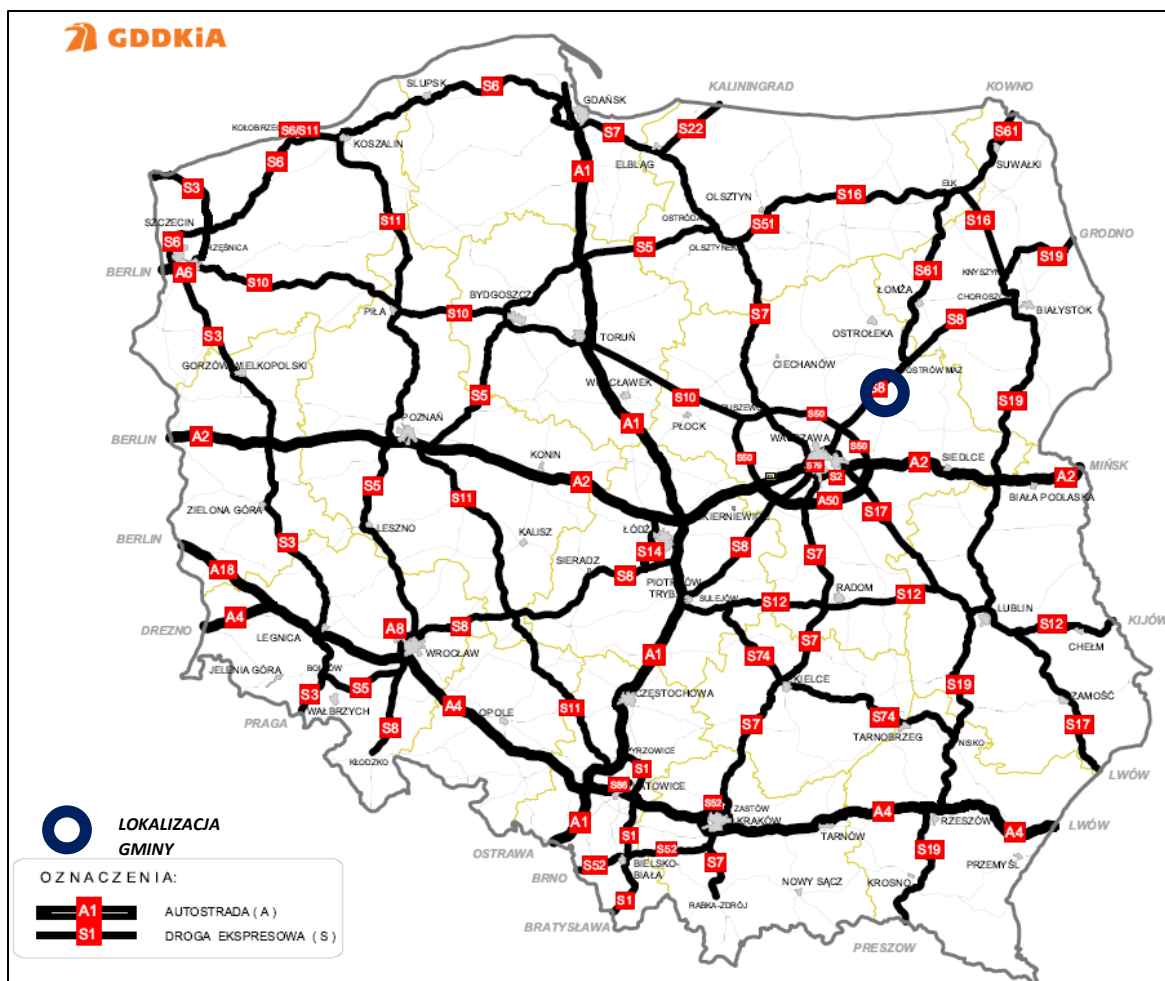 GDDKiA
KALININGRAD
KOWNO
SŁUPSK
S6
GDAŃSK
S6/S11
KOSZALIN
S7
S22
S61
SUWAŁKI
ELBLĄG
S6
A1
EŁK
S3
OLSZTYN
S16
S16
SZCZECIN
S11
OSTRÓDA
S51
GRODNO
S6
S5
OLSZTYNEK
S19
BERLIN
A6
S10
S61
KNYSZYN
ŁOMŻA
CHOROSZCZ
BIAŁYSTOK
BYDGOSZCZ
PIŁA
S10
S7
S8
S3
TORUŃ
OSTROŁĘKA
GORZÓW WIELKOPOLSKI
CIECHANÓW
OSTRÓW MAZ
S8
S5
S10
S19
POZNAŃ
PŁOCK
S50
BERLIN
A2
A1
WARSZAWA
S50
KONIN
S50
S79
S2
A2
SIEDLCE
MIŃSK
A2
BIAŁA PODLASKA
S5
S11
A2
A50
S17
ZIELONA GÓRA
LESZNO
KALISZ
ŁÓDŹ
BERLIN
S3
S14
S8
S7
SIERADZ
S8
A18
PIOTRKÓW
TRYB.
SULEJÓW
S12
RADOM
S12
LUBLIN
DREZNO
A4
A8
S8
S12
KIJÓW
LEGNICA
CHEŁM
WROCŁAW
A1
S74
S7
JELENIA GÓRA
S5
KIELCE
S19
S3
CZĘSTOCHOWA
ZAMOŚĆ
WAŁBRZYCH
A4
S11
PRAGA
OPOLE
S74
S8
S7
TARNOBRZEG
S17
NISKO
KŁODZKO
S1
LWÓW
S86
S52
ZASTÓW
A4
A1
KRAKÓW
RZESZÓW
LOKALIZACJA
GMINY
S1
TARNÓW
A4
LWÓW
OSTRAWA
S52
S19
S52
BIELSKO-
BIAŁA
S7
PRZEMYŚL
BRNO
OZNACZENIA:
NOWY SĄCZ
KROSNO
S1
RABKA-ZDRÓJ
A1 AUTOSTRADA ( A )
BRATYSŁAWA
S1 DROGA EKSPRESOWA ( S )
PRESZOW